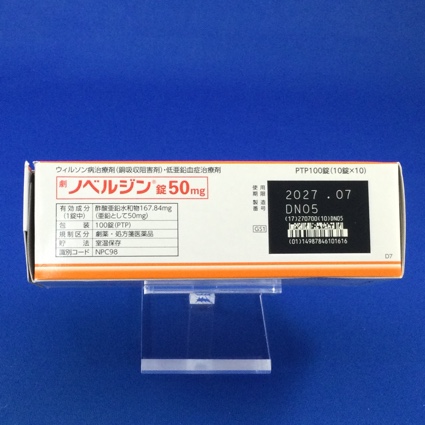 ウィルソン病治療剤(銅吸収阻害剤)・低亜鉛血症治療剤
PTP100錠(10錠×10)
劇 ノベルジン®錠50mg
有効成分(1錠中) 酢酸亜鉛水和物167.84mg
(亜鉛として50mg)
包装 100錠(PTP)
規制区分 劇薬・処方箋医薬品
貯法 室温保存
識別コード NPC98
使用期限 2027.07
製造番号 DN05
(17)270700(10)DN05
GS1
(01)14987846101616
D7